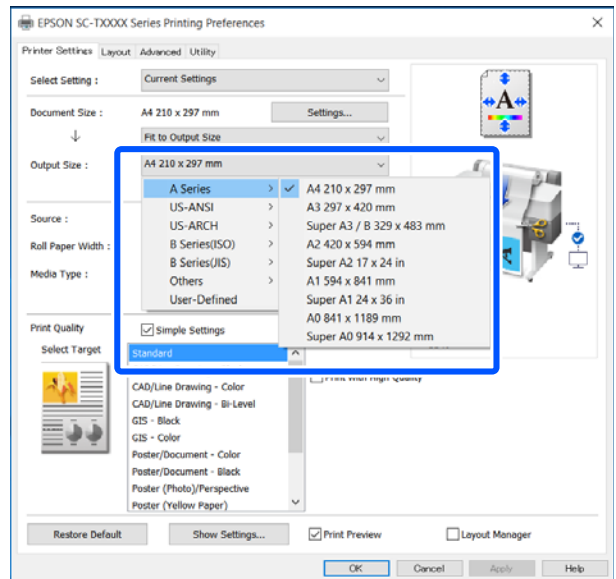 EPSON SC-TXXXX Series Printing Preferences
Printer Settings Layout Advanced Utility
Select Setting : Current Settings
Document Size : A4 210 x 297 mm Settings...
Fit to Output Size
Output Size : A4 210 x 297 mm
A Series
US-ANSI
US-ARCH
B Series(ISO)
B Series(JIS)
Others
User-Defined
A4 210 x 297 mm
A3 297 x 420 mm
Super A3 / B 329 x 483 mm
A2 420 x 594 mm
Super A2 17 x 24 in
A1 594 x 841 mm
Super A1 24 x 36 in
A0 841 x 1189 mm
Super A0 914 x 1292 mm
Source :
Roll Paper Width :
Media Type :
A
Print Quality Simple Settings
Select Target
Standard
Print with High Quality
CAD/Line Drawing - Color
CAD/Line Drawing - Bi-Level
GIS - Black
GIS - Color
Poster/Document - Color
Poster/Document - Black
Poster (Photo)/Perspective
Poster (Yellow Paper)
Restore Default Show Settings... Print Preview Layout Manager
OK Cancel Apply Help